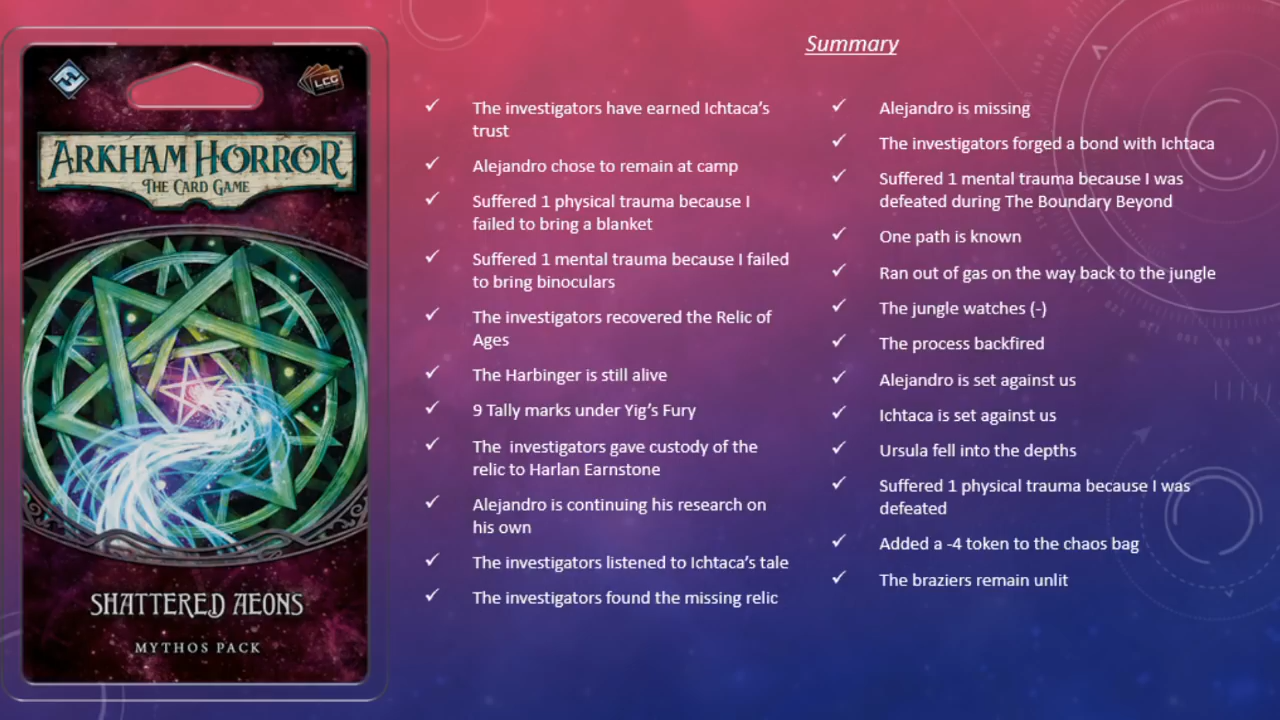 LCG
ARKHAM HORROR
THE CARD GAME
SHATTERED AEONS
MYTHOS PACK
Summary
✓ The investigators have earned Ichtaca’s
trust
✓ Alejandro chose to remain at camp
✓ Suffered 1 physical trauma because I
failed to bring a blanket
✓ Suffered 1 mental trauma because I failed
to bring binoculars
✓ The investigators recovered the Relic of
Ages
✓ The Harbinger is still alive
✓ 9 Tally marks under Yig’s Fury
✓ The  investigators gave custody of the
relic to Harlan Earnstone
✓ Alejandro is continuing his research on
his own
✓ The investigators listened to Ichtaca’s tale
✓ The investigators found the missing relic
✓ Alejandro is missing
✓ The investigators forged a bond with Ichtaca
✓ Suffered 1 mental trauma because I was
defeated during The Boundary Beyond
✓ One path is known
✓ Ran out of gas on the way back to the jungle
✓ The jungle watches (-)
✓ The process backfired
✓ Alejandro is set against us
✓ Ichtaca is set against us
✓ Ursula fell into the depths
✓ Suffered 1 physical trauma because I was
defeated
✓ Added a -4 token to the chaos bag
✓ The braziers remain unlit